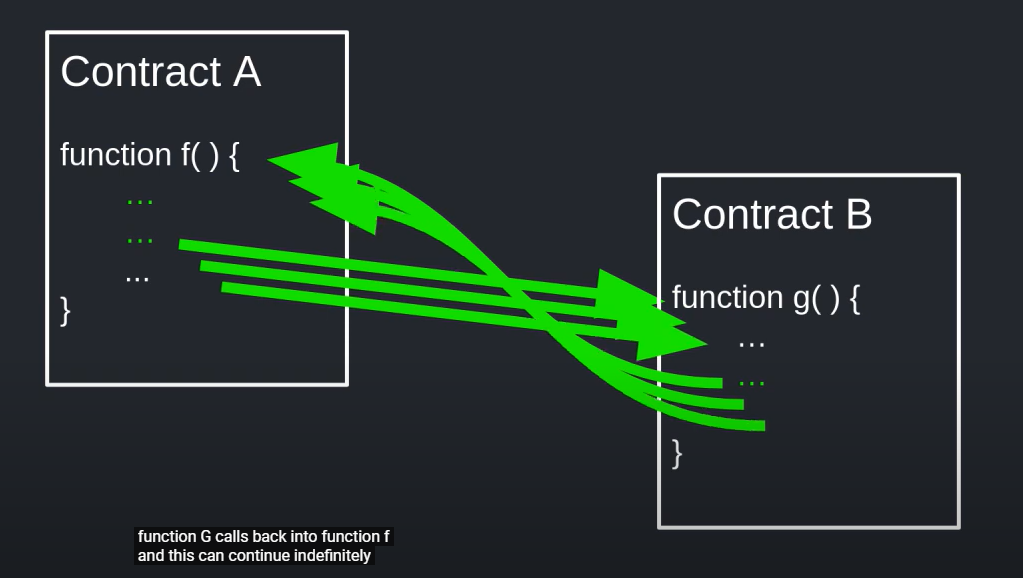 Contract A
function f( ) {
...
...
...
}
Contract B
function g( ) {
...
...
}
function G calls back into function f
and this can continue indefinitely